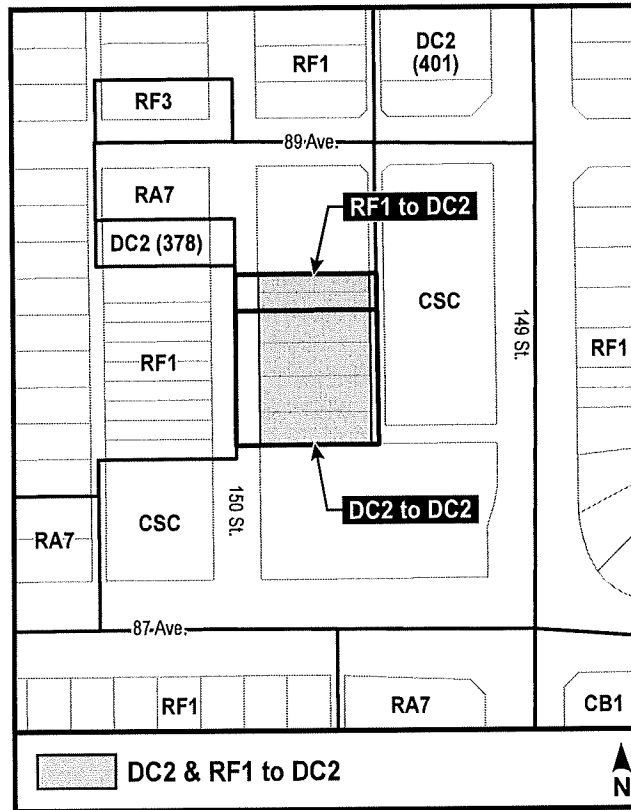 RF1
DC2
(401)
RF3
89 Ave.
RA7
RF1 to DC2
DC2 (378)
CSC
149 St.
RF1
RF1
DC2 to DC2
150 St.
CSC
RA7
87 Ave.
RF1
RA7
CB1
DC2 & RF1 to DC2
N